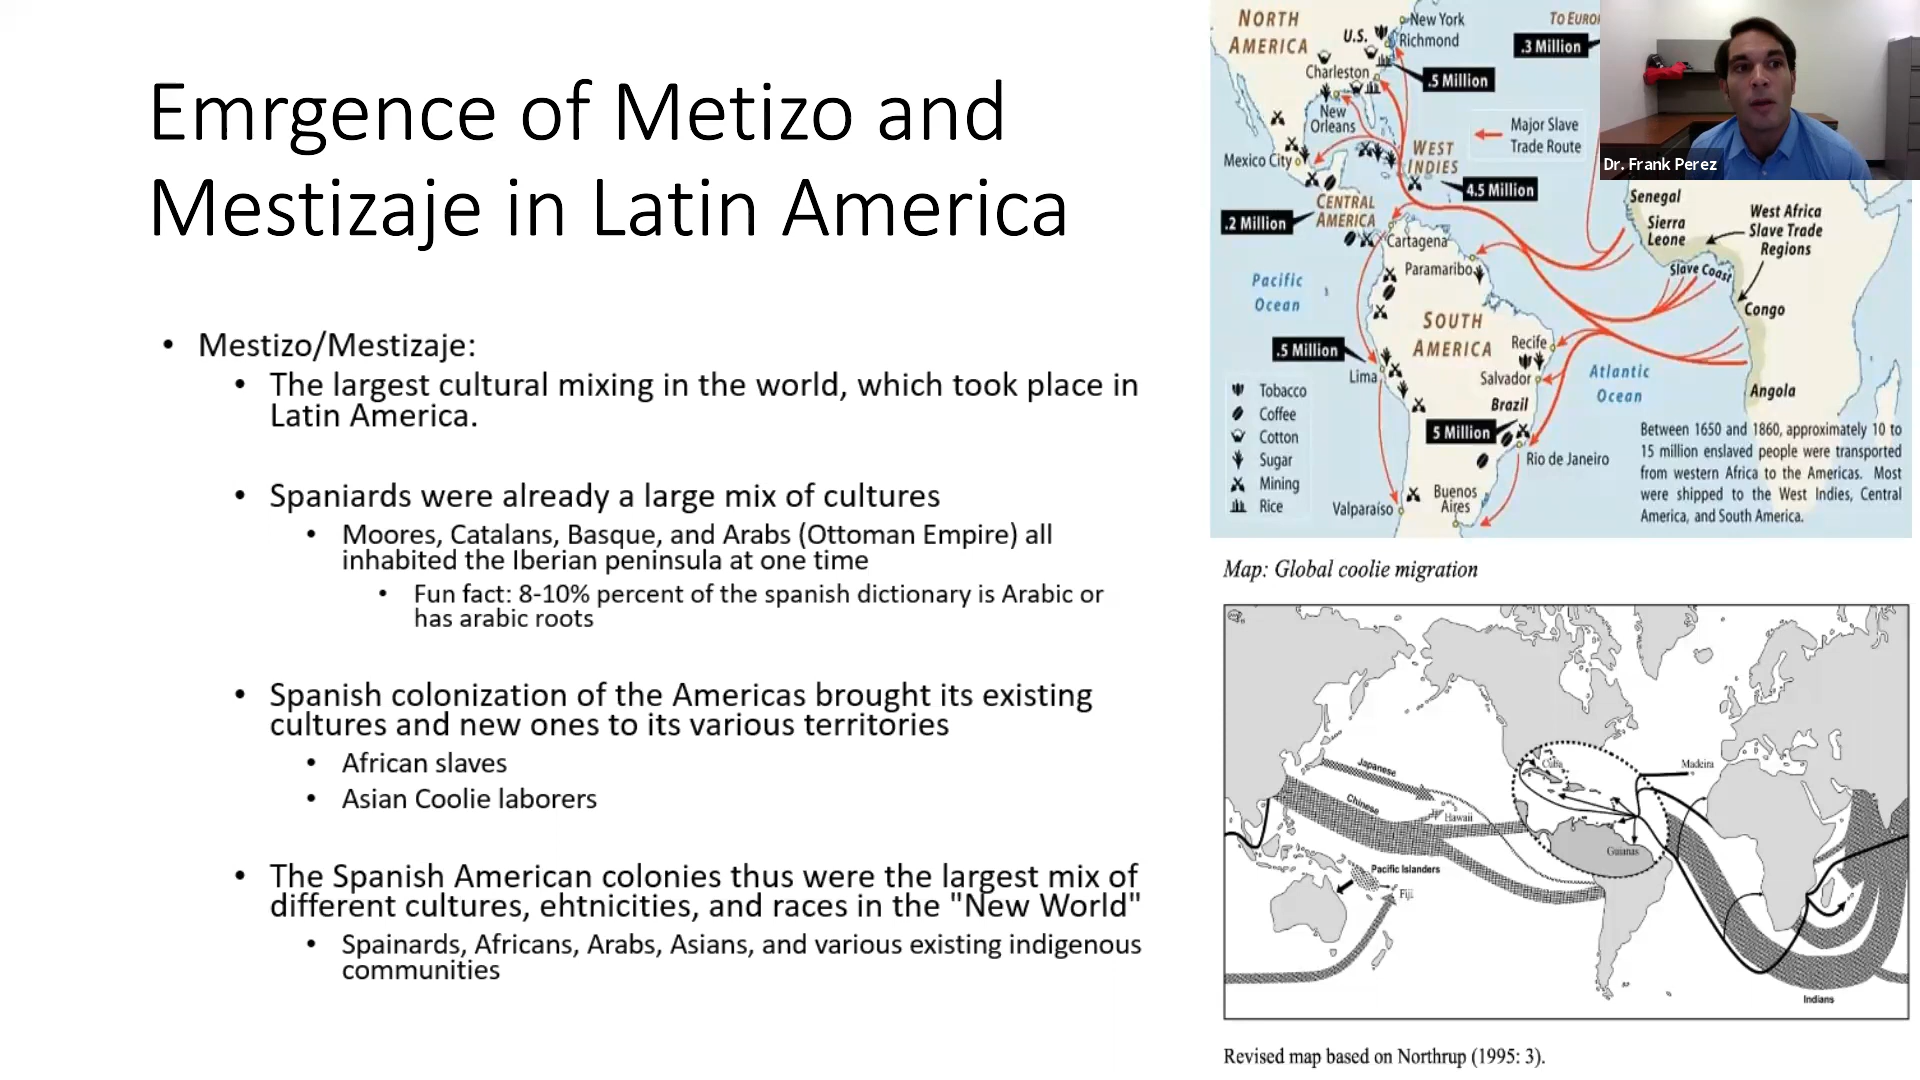 Emrgence of Metizo and
Mestizaje in Latin America
• Mestizo/Mestizaje:
• The largest cultural mixing in the world, which took place in
Latin America.
• Spaniards were already a large mix of cultures
• Moores, Catalans, Basque, and Arabs (Ottoman Empire) all
inhabited the Iberian peninsula at one time
• Fun fact: 8-10% percent of the spanish dictionary is Arabic or
has arabic roots
• Spanish colonization of the Americas brought its existing
cultures and new ones to its various territories
• African slaves
• Asian Coolie laborers
• The Spanish American colonies thus were the largest mix of
different cultures, ehtnicities, and races in the "New World"
• Spainards, Africans, Arabs, Asians, and various existing indigenous
communities
NORTH
AMERICA
U.S.
New York
Richmond
Charleston
New
Orleans
Mexico City
TO EURO
.3 Million
.5 Million
Major Slave
Trade Route
WEST
INDIES
4.5 Million
CENTRAL
AMERICA
.2 Million
Cartagena
Paramaribo
Pacific
Ocean
SOUTH
AMERICA
.5 Million
Lima
Recife
Salvador
Brazil
5 Million
Rio de Janeiro
Buenos
Aires
Valparaíso
Atlantic
Ocean
Senegal
Sierra
Leone
West Africa
Slave Trade
Regions
Slave Coast
Congo
Angola
Tobacco
Coffee
Cotton
Sugar
Mining
Rice
Between 1650 and 1860, approximately 10 to
15 million enslaved people were transported
from western Africa to the Americas. Most
were shipped to the West Indies, Central
America, and South America.
Dr. Frank Perez
Map: Global coolie migration
Japanese
Chinese
Hawaii
Pacific Islanders
Fiji
Cuba
Madeira
Guianas
Indians
Revised map based on Northrup (1995: 3).